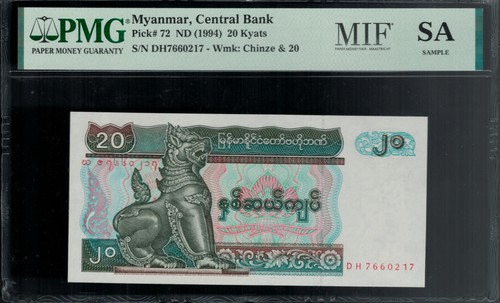 PMG
PAPER MONEY GUARANTY
Myanmar, Central Bank
Pick# 72 ND (1994) 20 Kyats
S/N DH7660217 - Wmk: Chinze & 20
MIF
SA
SAMPLE
20
မြန်မာနိုင်ငံတော်ဗဟိုဘဏ်
၂၀
နှစ်ဆယ်ကျပ်
၂၀
DH7660217